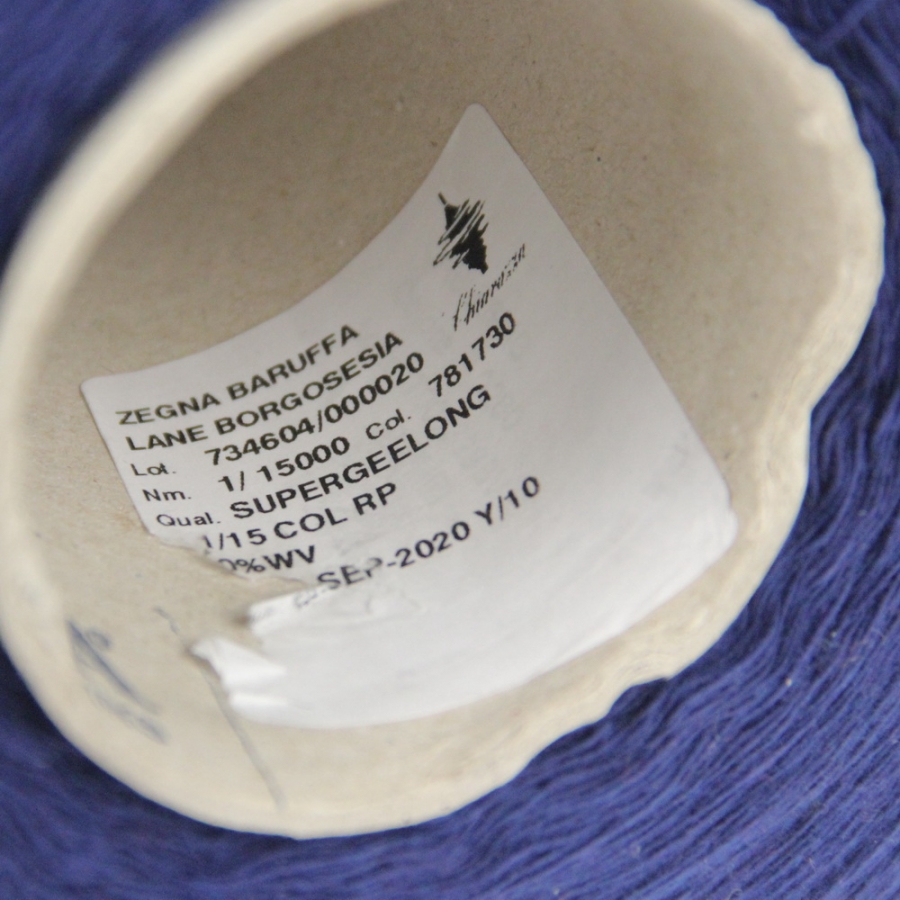 Chiavazza
ZEGNA BARUFFA
LANE BORGOSESIA
Lot. 734604/000020
Nm. 1/ 15000 Col. 781730
Qual. SUPERGEELONG
1/15 COL RP
0%WV
SEP-2020 Y/10